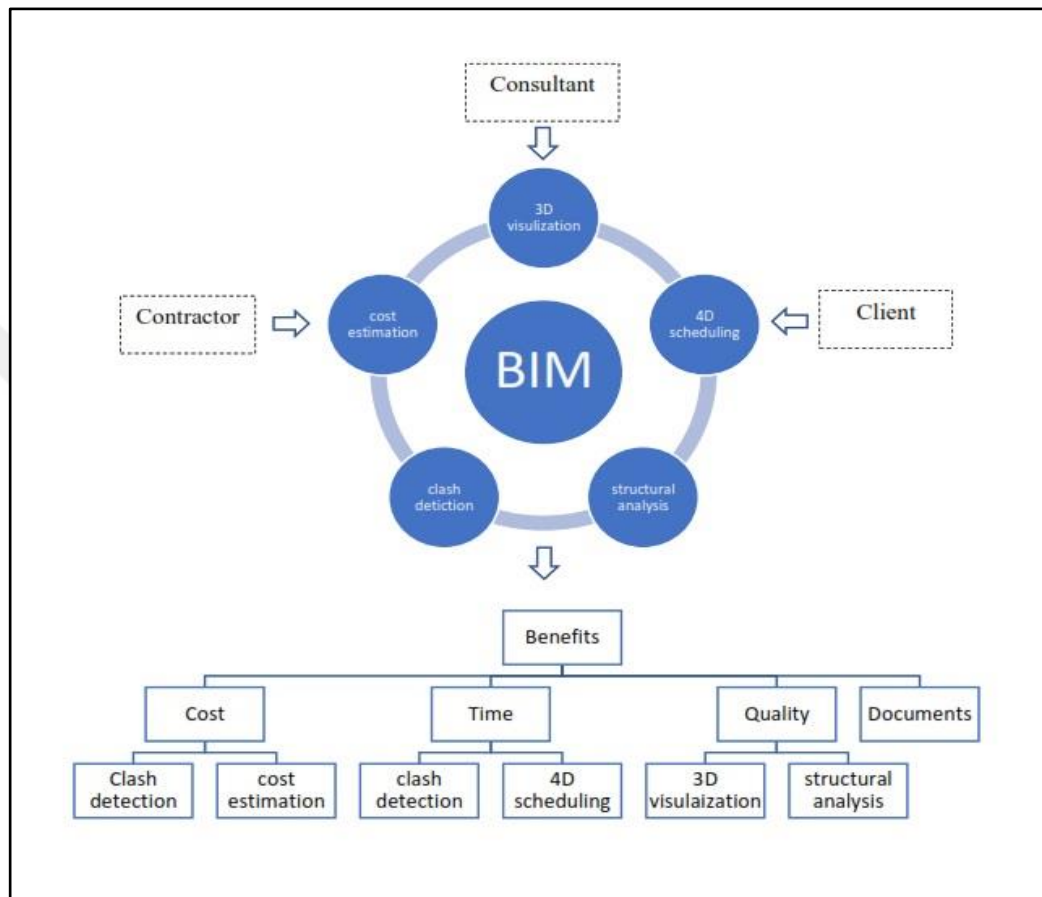 Consultant
3D
visulization
Contractor
cost
estimation
4D
scheduling
Client
BIM
clash
detiction
structural
analysis
Benefits
Cost
Time
Quality
Documents
Clash
detection
cost
estimation
clash
detection
4D
scheduling
3D
visulaization
structural
analysis